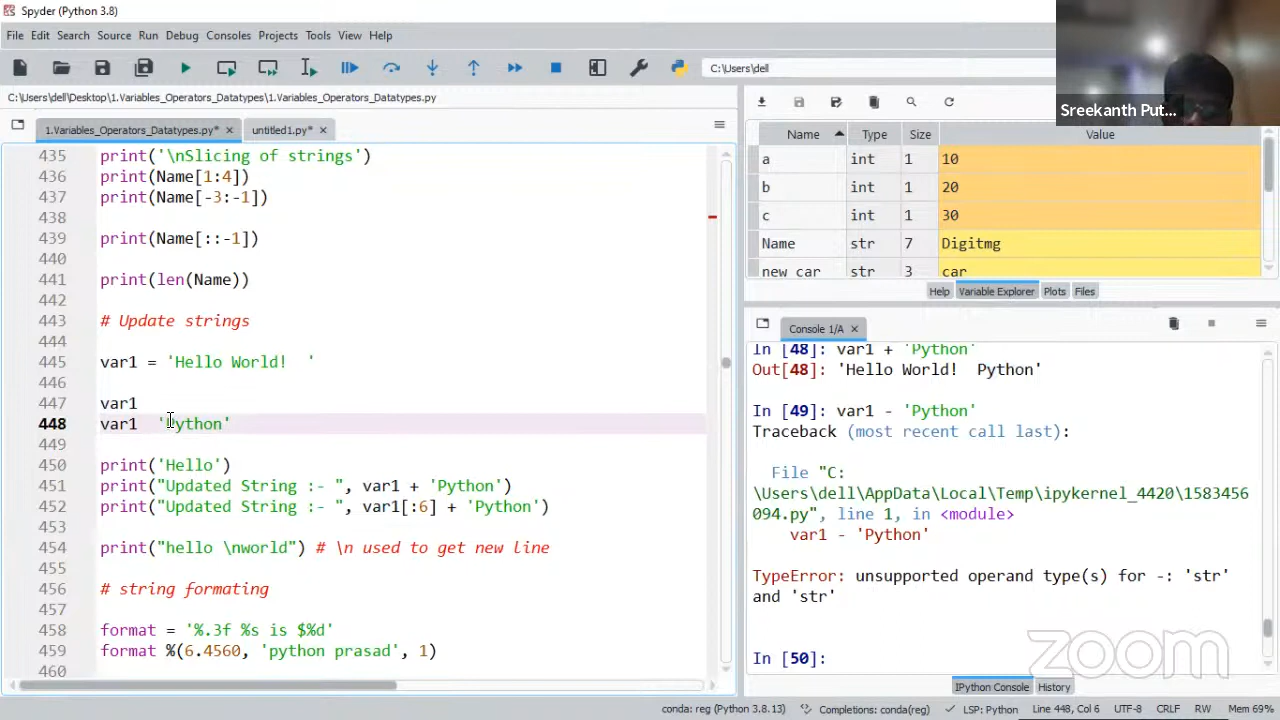 Spyder (Python 3.8)
File Edit Search Source Run Debug Consoles Projects Tools View Help
C:\Users\dell
Sreekanth Put...
C:\Users\dell\Desktop\1.Variables_Operators_Datatypes\1.Variables_Operators_Datatypes.py
1.Variables_Operators_Datatypes.py* untitled1.py*
435 print('\nSlicing of strings')
436 print(Name[1:4])
437 print(Name[-3:-1])
438
439 print(Name[::-1])
440
441 print(len(Name))
442
443 # Update strings
444
445 var1 = 'Hello World!  '
446
447 var1
448 var1  'Python'
449
450 print('Hello')
451 print("Updated String :- ", var1 + 'Python')
452 print("Updated String :- ", var1[:6] + 'Python')
453
454 print("hello \nworld") # \n used to get new line
455
456 # string formating
457
458 format = '%.3f %s is $%d'
459 format %(6.4560, 'python prasad', 1)
460
Name Type Size Value
a int 1 10
b int 1 20
c int 1 30
Name str 7 Digitmg
new car str 3 car
Help Variable Explorer Plots Files
Console 1/A
In [48]: var1 + 'Python'
Out[48]: 'Hello World!  Python'
In [49]: var1 - 'Python'
Traceback (most recent call last):
File "C:
\Users\dell\AppData\Local\Temp\ipykernel_4420\1583456
094.py", line 1, in <module>
var1 - 'Python'
TypeError: unsupported operand type(s) for -: 'str'
and 'str'
In [50]:
zoom
IPython Console History
conda: reg (Python 3.8.13) Completions: conda(reg) LSP: Python Line 448, Col 6 UTF-8 CRLF RW Mem 69%